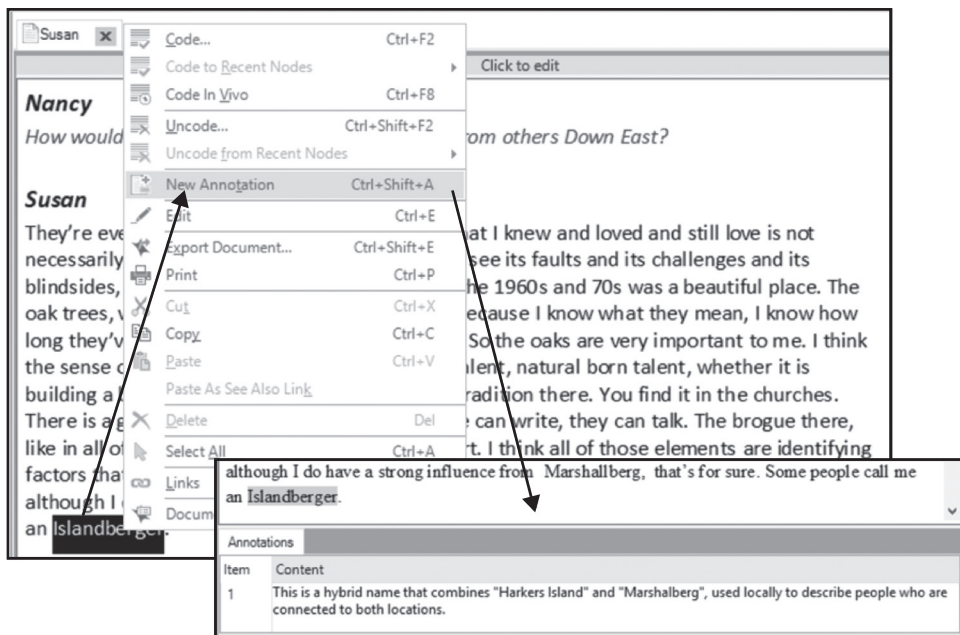 Susan
Code... Ctrl+F2
Code to Recent Nodes
Code In Vivo Ctrl+F8
Uncode... Ctrl+Shift+F2
Uncode from Recent Nodes
New Annotation Ctrl+Shift+A
Edit Ctrl+E
Export Document... Ctrl+Shift+E
Print Ctrl+P
Cut Ctrl+X
Copy Ctrl+C
Paste Ctrl+V
Paste As See Also Link
Delete Del
Select All Ctrl+A
Links
Docum
Click to edit
Nancy
How would om others Down East?
Susan
They're eve at I knew and loved and still love is not
necessarily see its faults and its challenges and its
blindsides, he 1960s and 70s was a beautiful place. The
oak trees, ecause I know what they mean, I know how
long they'v So the oaks are very important to me. I think
the sense o alent, natural born talent, whether it is
building a b radition there. You find it in the churches.
There is a g can write, they can talk. The brogue there,
like in all of t. I think all of those elements are identifying
factors tha
although I
an Islandberger.
although I do have a strong influence from Marshallberg, that's for sure. Some people call me
an Islandberger.
Annotations
Item Content
1 This is a hybrid name that combines "Harkers Island" and "Marshalberg", used locally to describe people who are
connected to both locations.